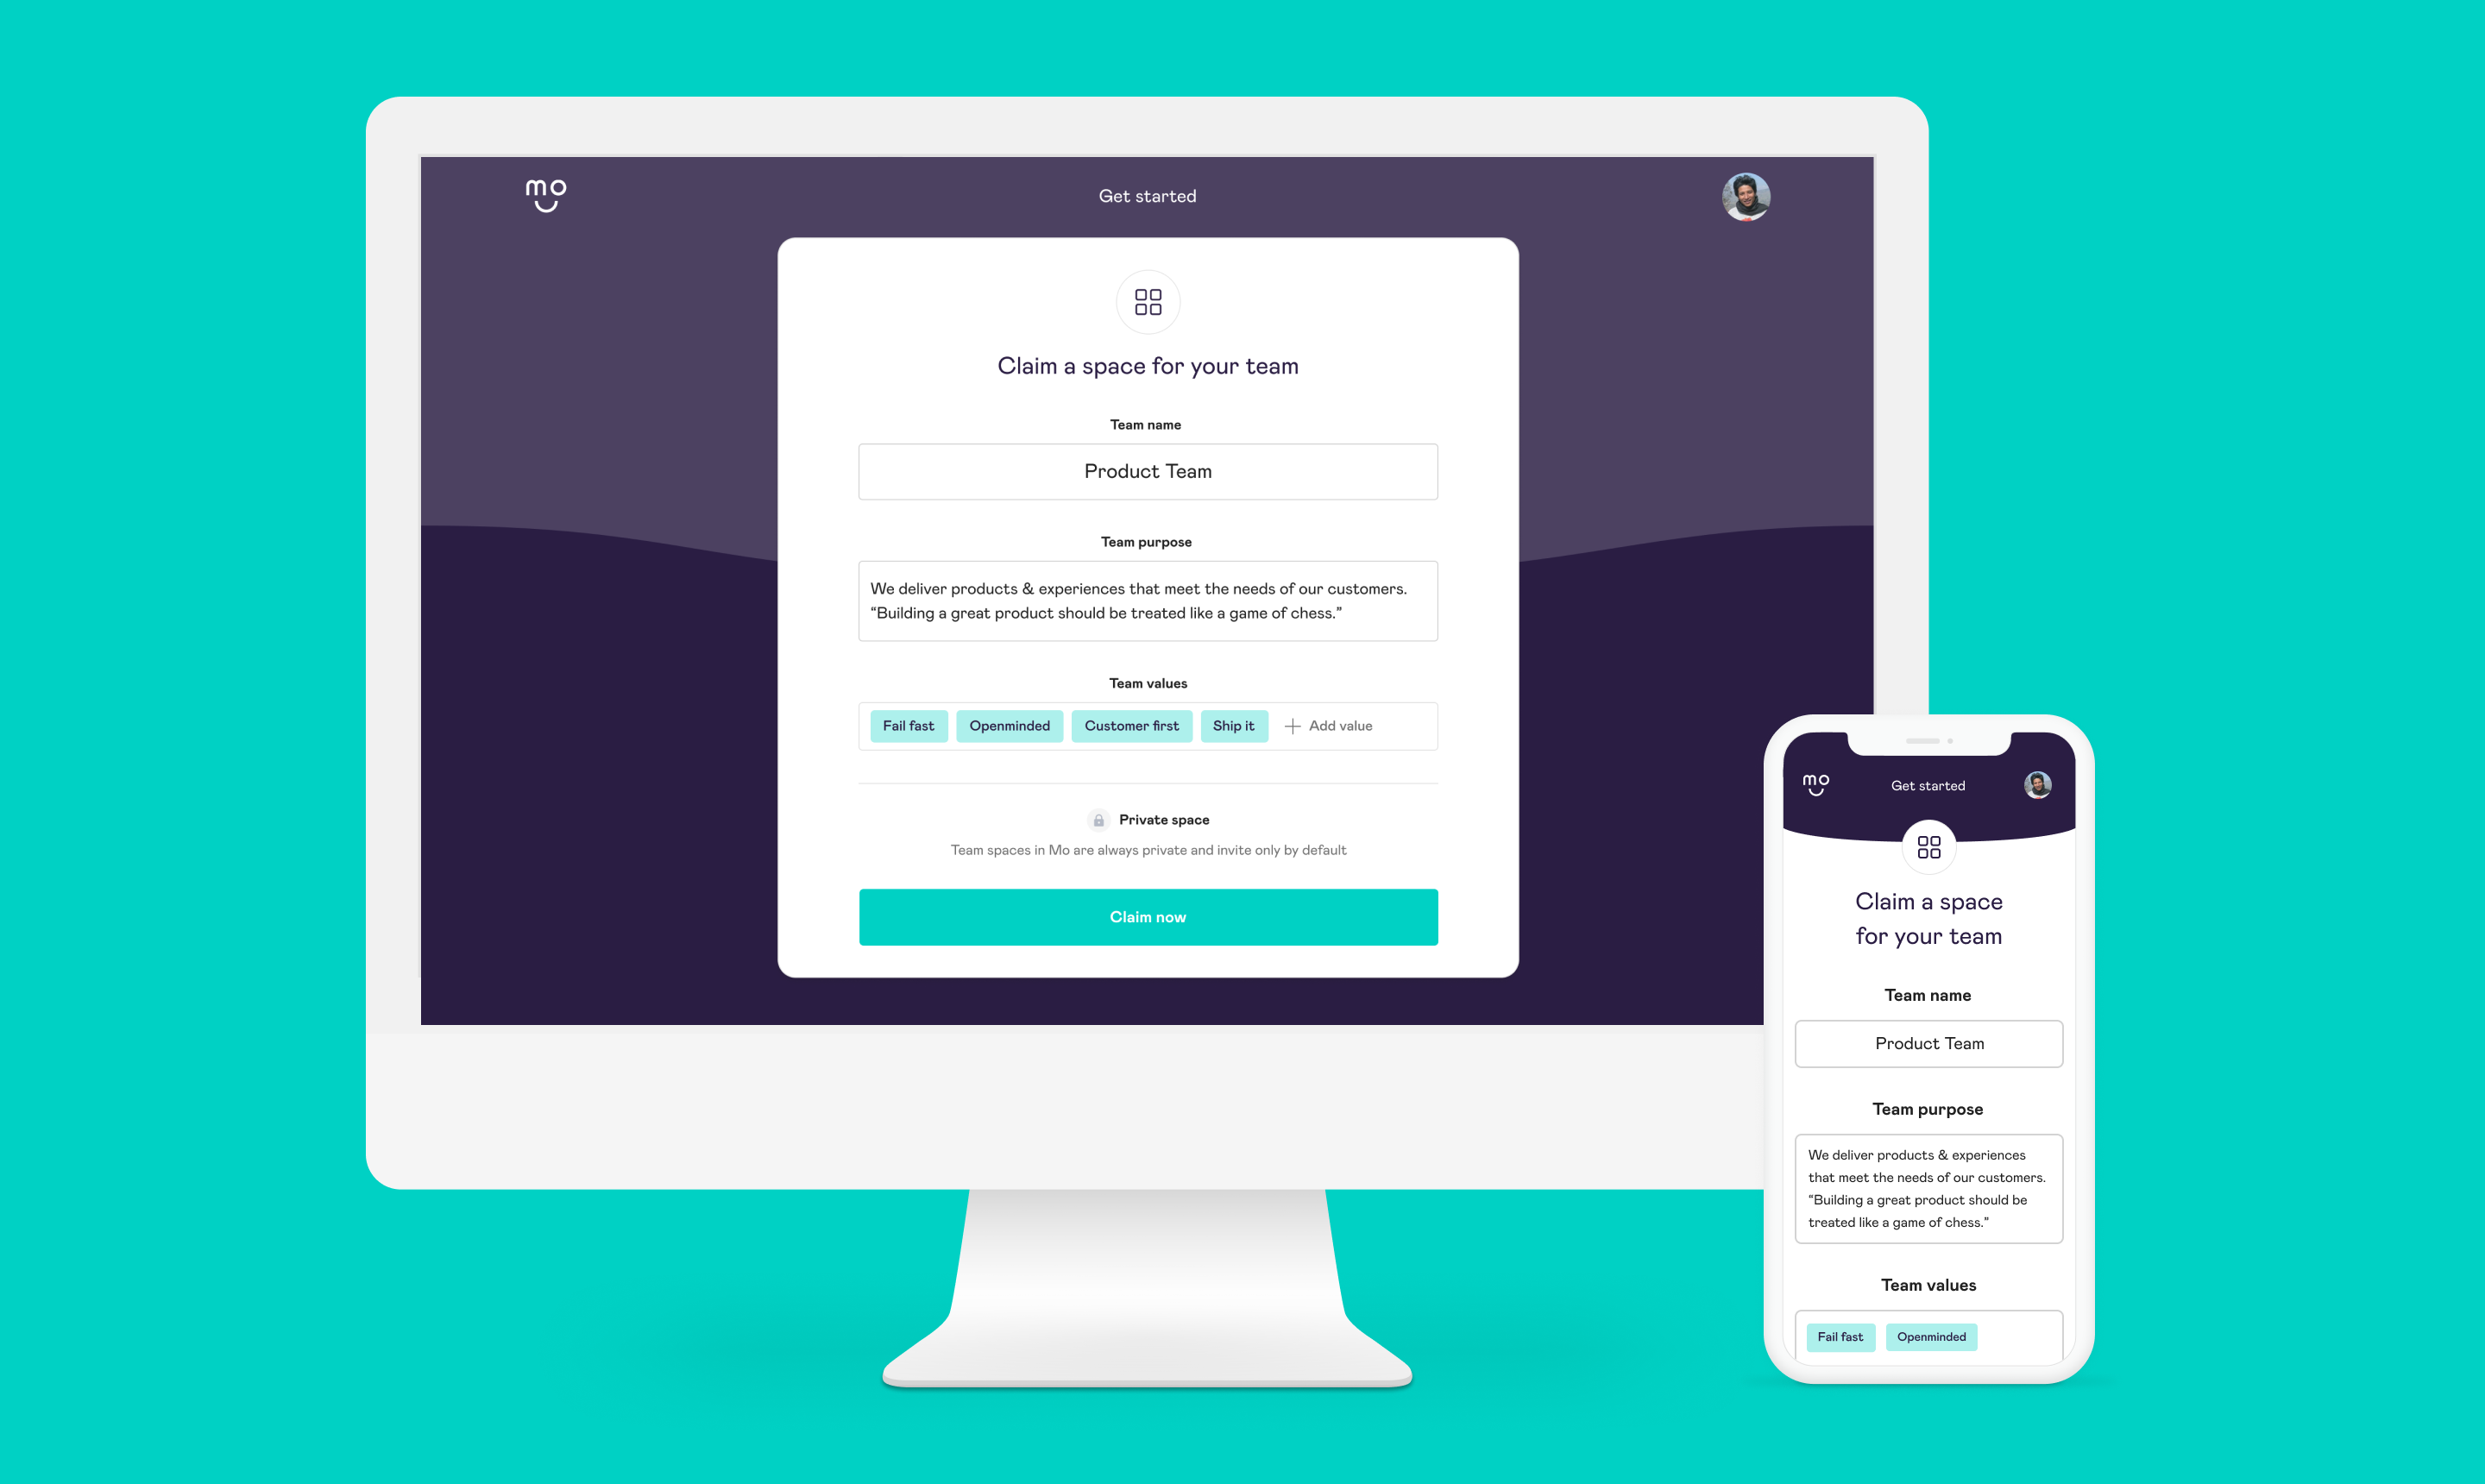 mo
Get started
Claim a space for your team
Team name
Product Team
Team purpose
We deliver products & experiences that meet the needs of our customers.
“Building a great product should be treated like a game of chess.”
Team values
Fail fast Openminded Customer first Ship it + Add value
Private space
Team spaces in Mo are always private and invite only by default
Claim now
mo
Get started
Claim a space
for your team
Team name
Product Team
Team purpose
We deliver products & experiences
that meet the needs of our customers.
“Building a great product should be
treated like a game of chess.”
Team values
Fail fast Openminded